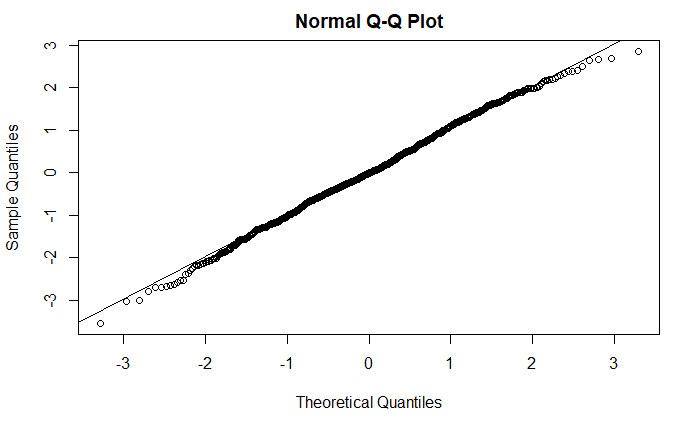 Normal Q-Q Plot
3
2
1
0
-1
-2
-3
Sample Quantiles
-3 -2 -1 0 1 2 3
Theoretical Quantiles